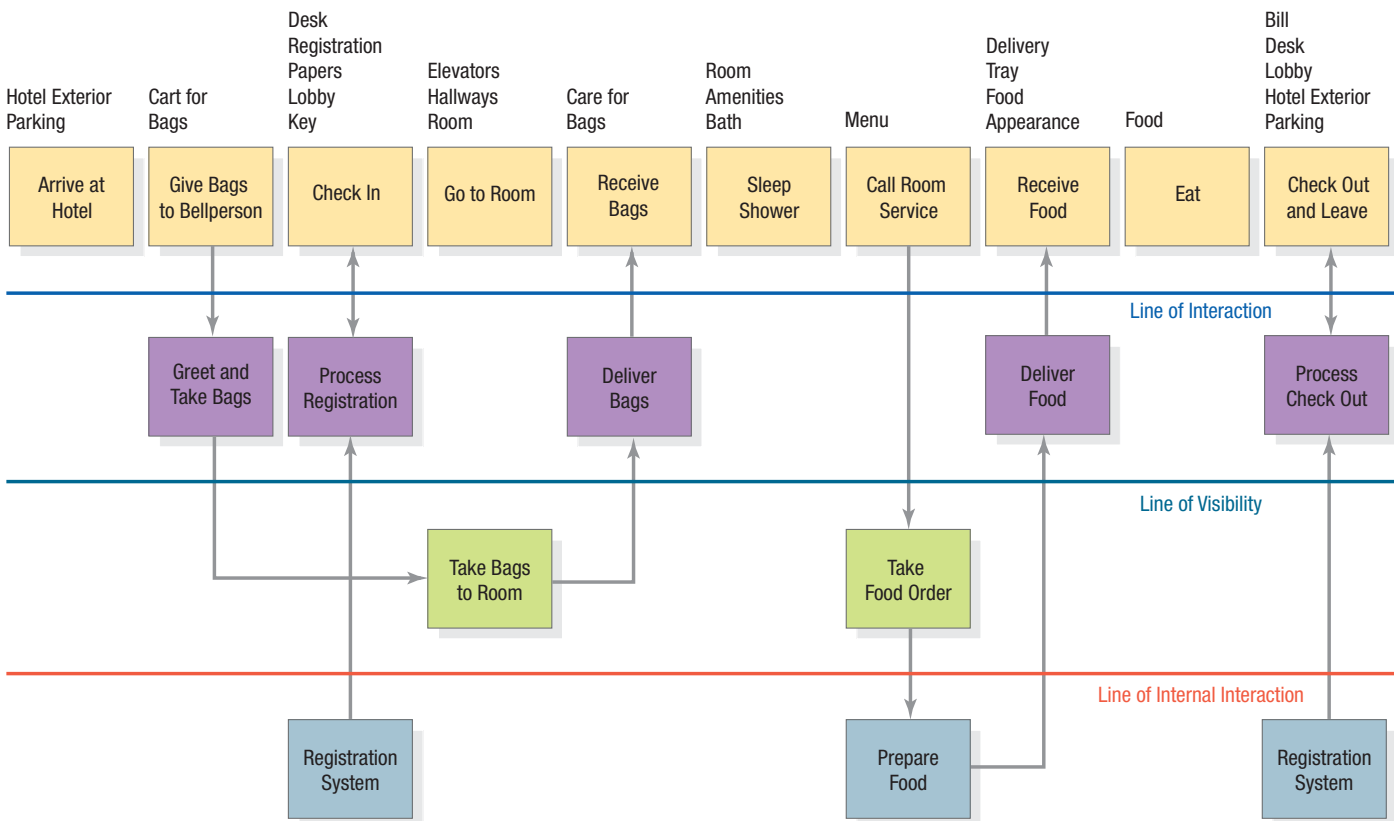 Hotel Exterior
Parking
Cart for
Bags
Desk
Registration
Papers
Lobby
Key
Elevators
Hallways
Room
Care for
Bags
Room
Amenities
Bath
Menu
Delivery
Tray
Food
Appearance
Food
Bill
Desk
Lobby
Hotel Exterior
Parking
Arrive at
Hotel
Give Bags
to Bellperson
Check In
Go to Room
Receive
Bags
Sleep
Shower
Call Room
Service
Receive
Food
Eat
Check Out
and Leave
Line of Interaction
Greet and
Take Bags
Process
Registration
Deliver
Bags
Deliver
Food
Process
Check Out
Line of Visibility
Take Bags
to Room
Take
Food Order
Line of Internal Interaction
Registration
System
Prepare
Food
Registration
System